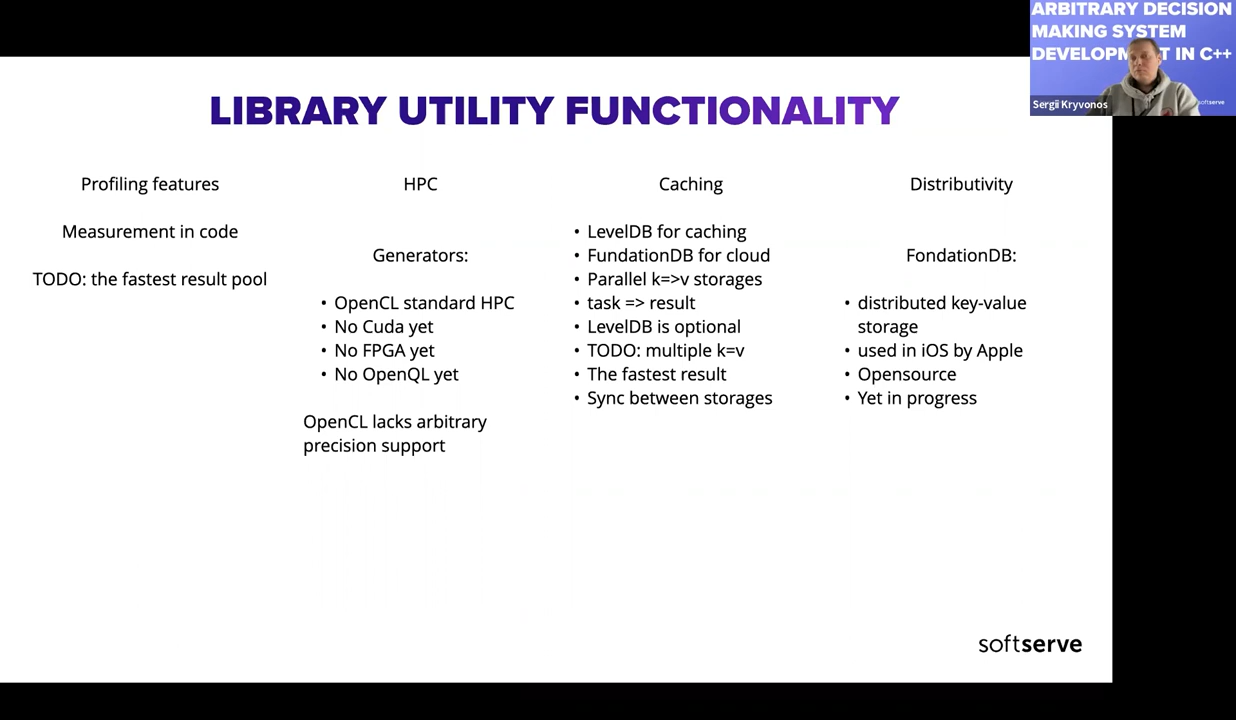 ARBITRARY DECISION
MAKING SYSTEM
DEVELOPM T IN C++
Sergii Kryvonos
softserve
LIBRARY UTILITY FUNCTIONALITY
Profiling features
Measurement in code
TODO: the fastest result pool
HPC
Generators:
• OpenCL standard HPC
• No Cuda yet
• No FPGA yet
• No OpenQL yet
OpenCL lacks arbitrary
precision support
Caching
• LevelDB for caching
• FundationDB for cloud
• Parallel k=>v storages
• task => result
• LevelDB is optional
• TODO: multiple k=v
• The fastest result
• Sync between storages
Distributivity
FondationDB:
• distributed key-value
storage
• used in iOS by Apple
• Opensource
• Yet in progress
softserve